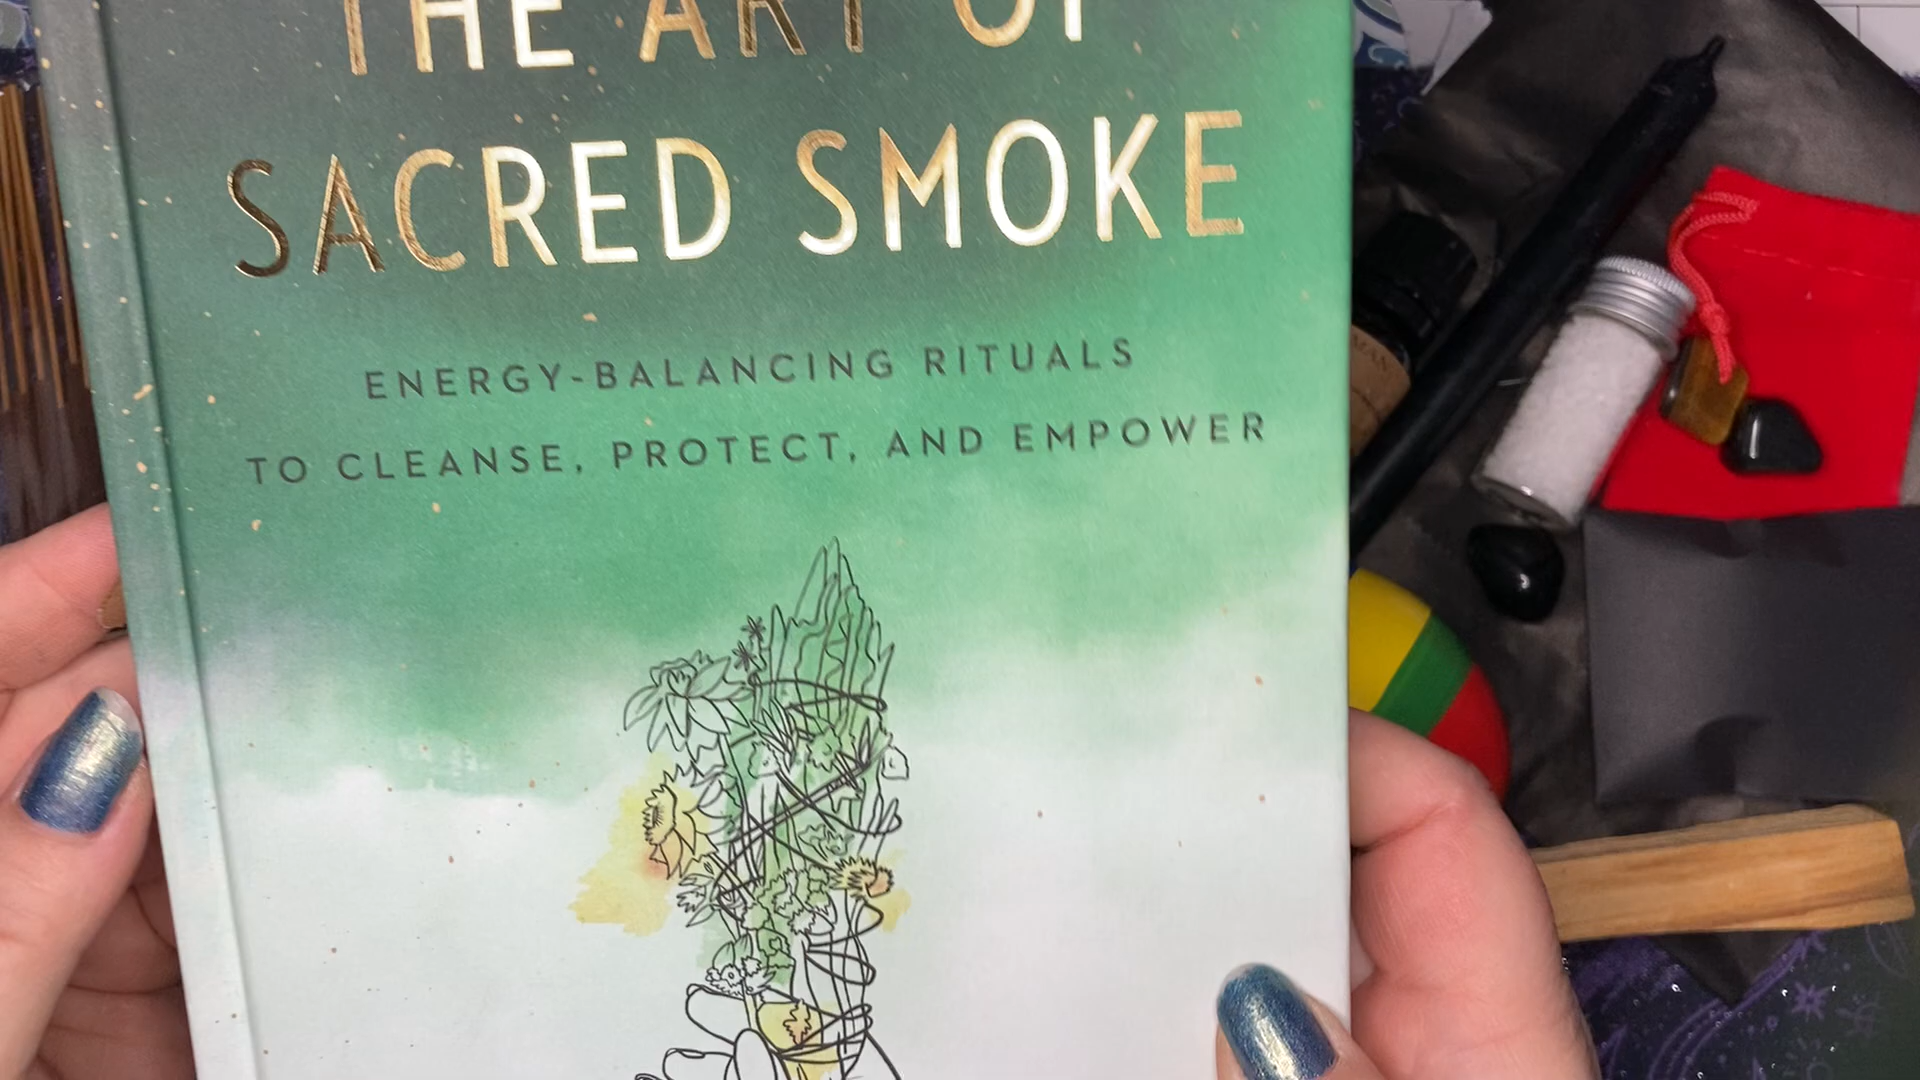 THE ART OF
SACRED SMOKE
ENERGY-BALANCING RITUALS
TO CLEANSE, PROTECT, AND EMPOWER